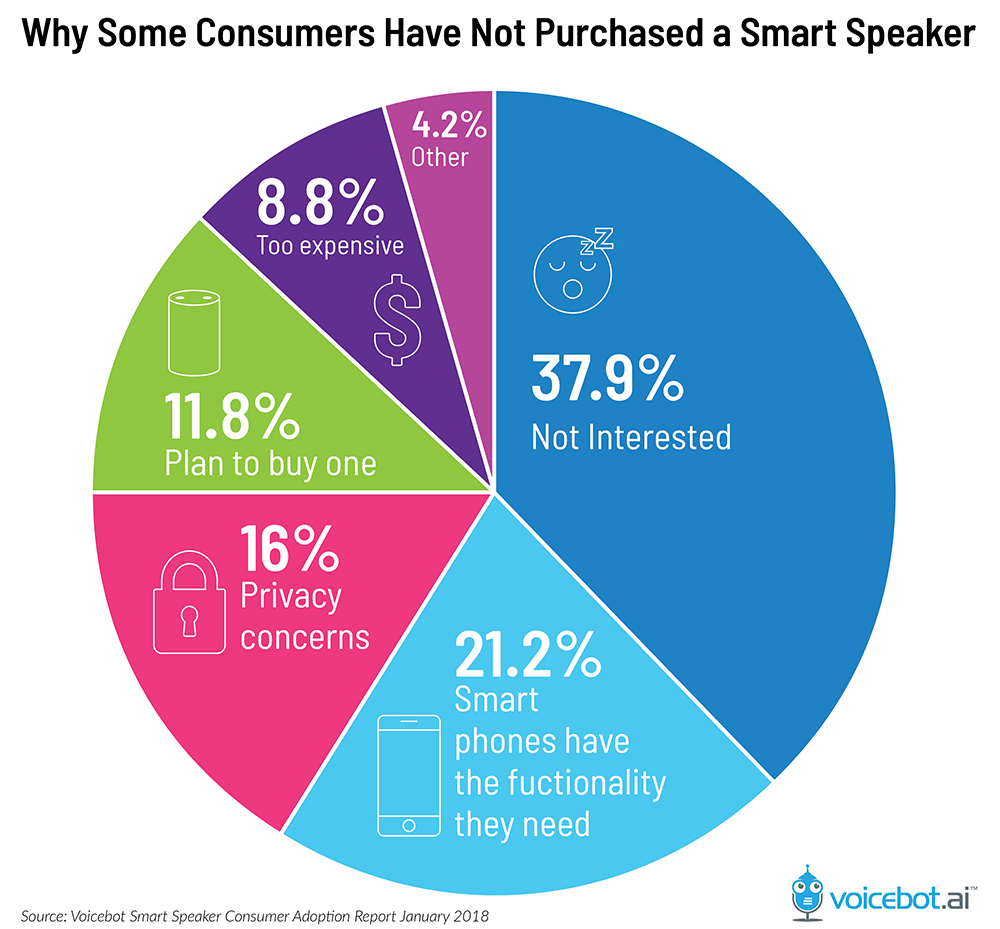 Why Some Consumers Have Not Purchased a Smart Speaker
4.2%
Other
8.8%
Too expensive
$
zZ
37.9%
Not Interested
11.8%
Plan to buy one
16%
Privacy
concerns
21.2%
Smart
phones have
the fuctionality
they need
Source: Voicebot Smart Speaker Consumer Adoption Report January 2018
voicebot.ai™